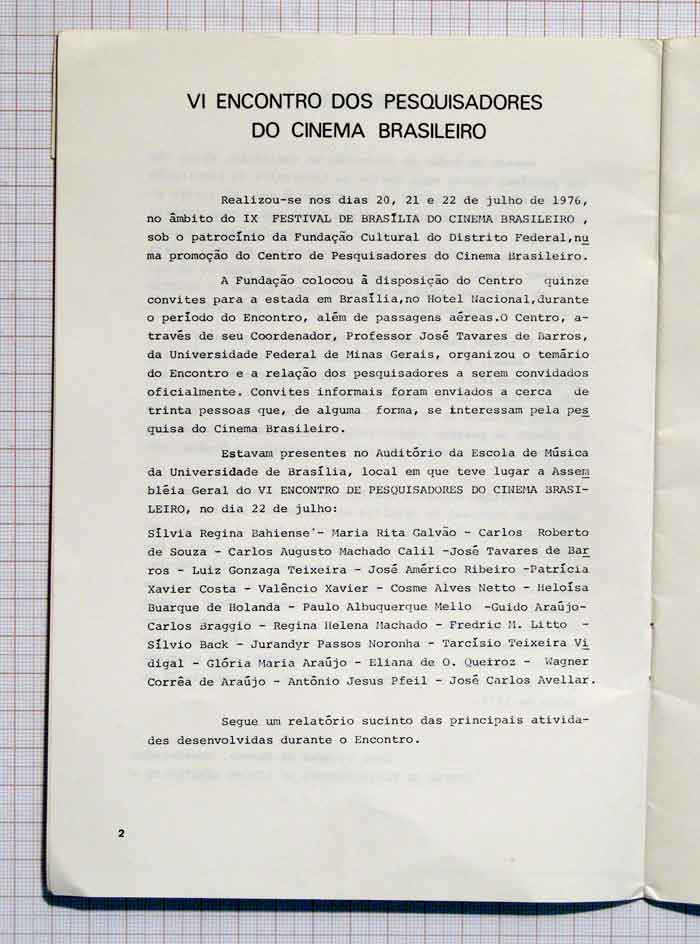 VI ENCONTRO DOS PESQUISADORES
DO CINEMA BRASILEIRO
Realizou-se nos dias 20, 21 e 22 de julho de 1976,
no âmbito do IX FESTIVAL DE BRASÍLIA DO CINEMA BRASILEIRO ,
sob o patrocínio da Fundação Cultural do Distrito Federal,nu
ma promoção do Centro de Pesquisadores do Cinema Brasileiro.
A Fundação colocou à disposição do Centro quinze
convites para a estada em Brasília,no Hotel Nacional,durante
o período do Encontro, além de passagens aéreas.O Centro, a-
través de seu Coordenador, Professor José Tavares de Barros,
da Universidade Federal de Minas Gerais, organizou o temário
do Encontro e a relação dos pesquisadores a serem convidados
oficialmente. Convites informais foram enviados a cerca de
trinta pessoas que, de alguma forma, se interessam pela pes
quisa do Cinema Brasileiro.
Estavam presentes no Auditório da Escola de Música
da Universidade de Brasília, local em que teve lugar a Assem
bléia Geral do VI ENCONTRO DE PESQUISADORES DO CINEMA BRASI-
LEIRO, no dia 22 de julho:
Sílvia Regina Bahiense - Maria Rita Galvão - Carlos Roberto
de Souza - Carlos Augusto Machado Calil -José Tavares de Bar
ros - Luiz Gonzaga Teixeira - José Américo Ribeiro -Patrícia
Xavier Costa - Valêncio Xavier - Cosme Alves Netto - Heloísa
Buarque de Holanda - Paulo Albuquerque Mello -Guido Araújo-
Carlos Braggio - Regina Helena Machado - Fredric M. Litto -
Sílvio Back - Jurandyr Passos Noronha - Tarcísio Teixeira Vi
digal - Glória Maria Araújo - Eliana de O. Queiroz - Wagner
Corrêa de Araújo - Antônio Jesus Pfeil - José Carlos Avellar.
Segue um relatório sucinto das principais ativida-
des desenvolvidas durante o Encontro.
2